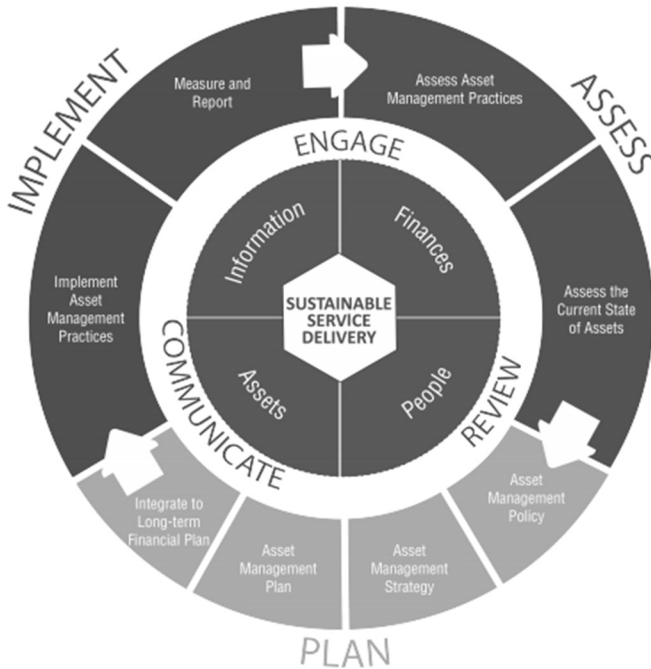 IMPLEMENT
ASSESS
PLAN
Measure and
Report
Assess Asset
Management Practices
Assess the
Current State
of Assets
Asset
Management
Policy
Asset
Management
Strategy
Asset
Management
Plan
Integrate to
Long-term
Financial Plan
Implement
Asset
Management
Practices
ENGAGE
REVIEW
COMMUNICATE
Information
Finances
People
Assets
SUSTAINABLE
SERVICE
DELIVERY